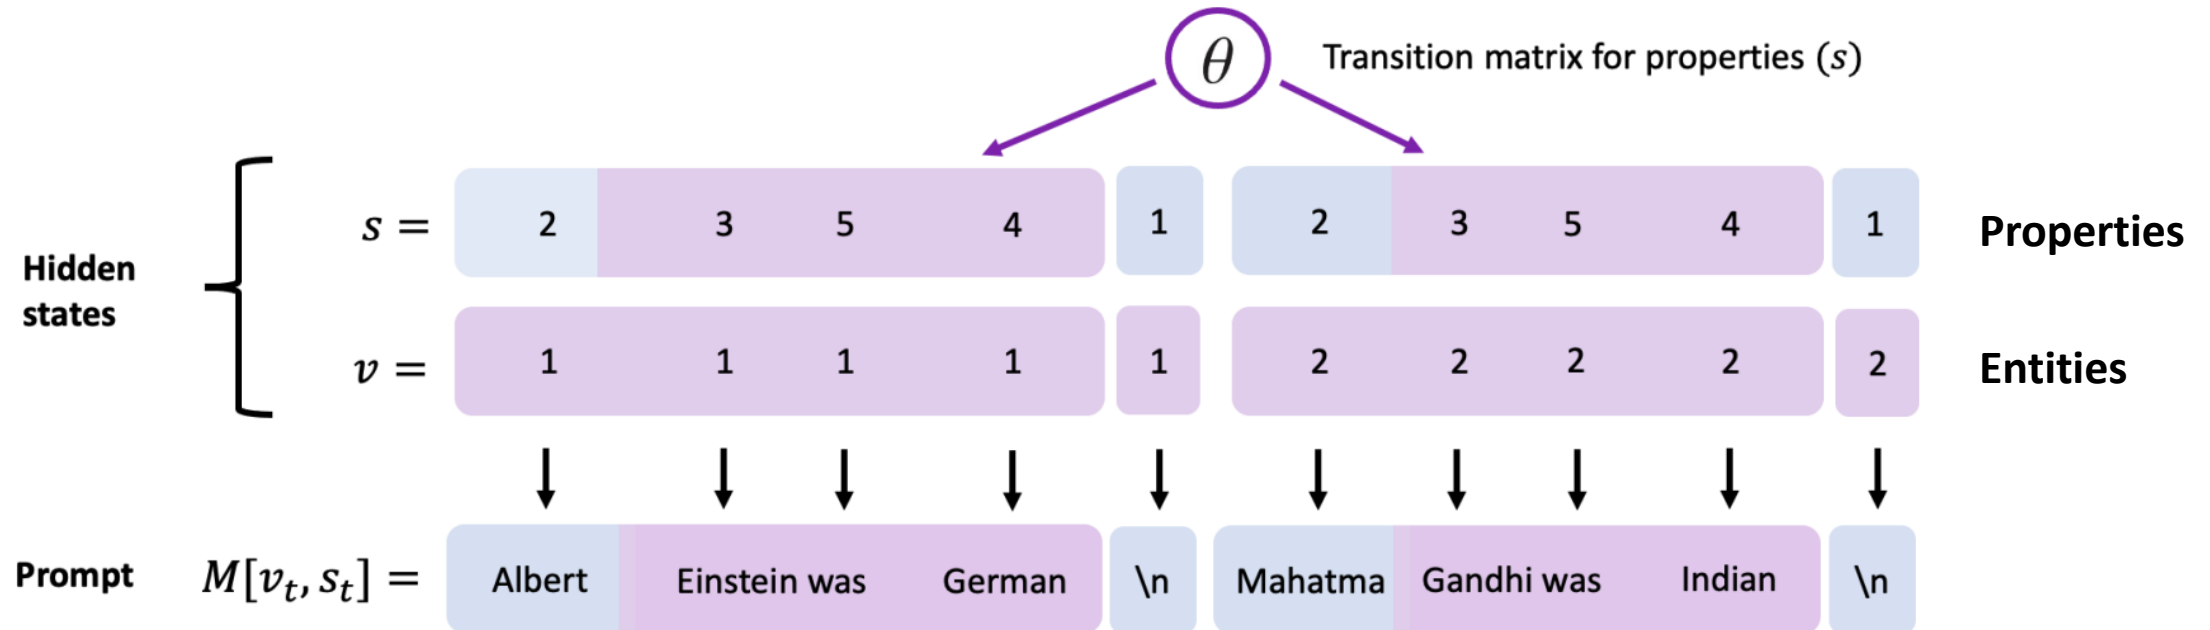 θ Transition matrix for properties (s)
s = 2 3 5 4 1 2 3 5 4 1 Properties
Hidden
states
v = 1 1 1 1 1 2 2 2 2 2 Entities
Prompt M[vₜ, sₜ] = Albert Einstein was German \n Mahatma Gandhi was Indian \n